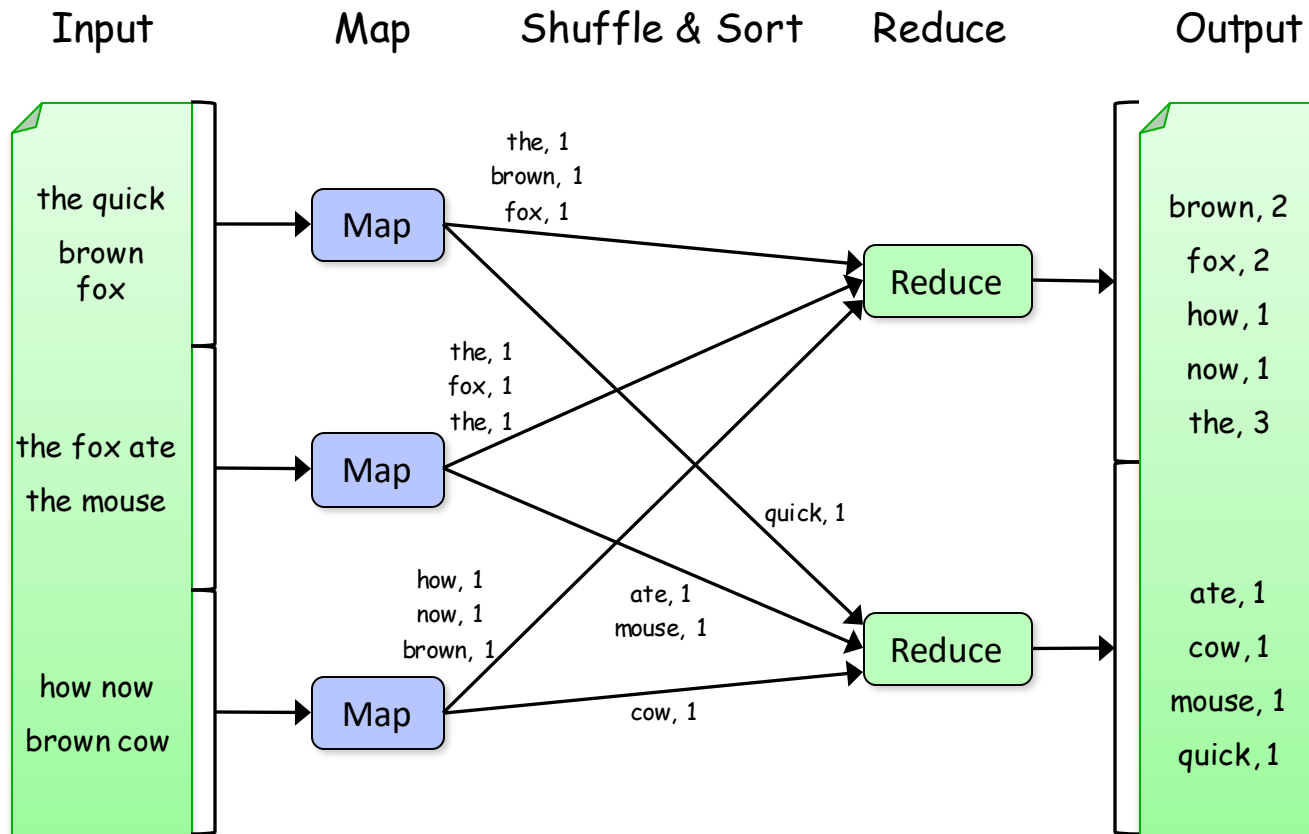 Input Map Shuffle & Sort Reduce Output
the quick
brown
fox
the fox ate
the mouse
how now
brown cow
Map
Map
Map
the, 1
brown, 1
fox, 1
the, 1
fox, 1
the, 1
how, 1
now, 1
brown, 1
quick, 1
ate, 1
mouse, 1
cow, 1
Reduce
Reduce
brown, 2
fox, 2
how, 1
now, 1
the, 3
ate, 1
cow, 1
mouse, 1
quick, 1